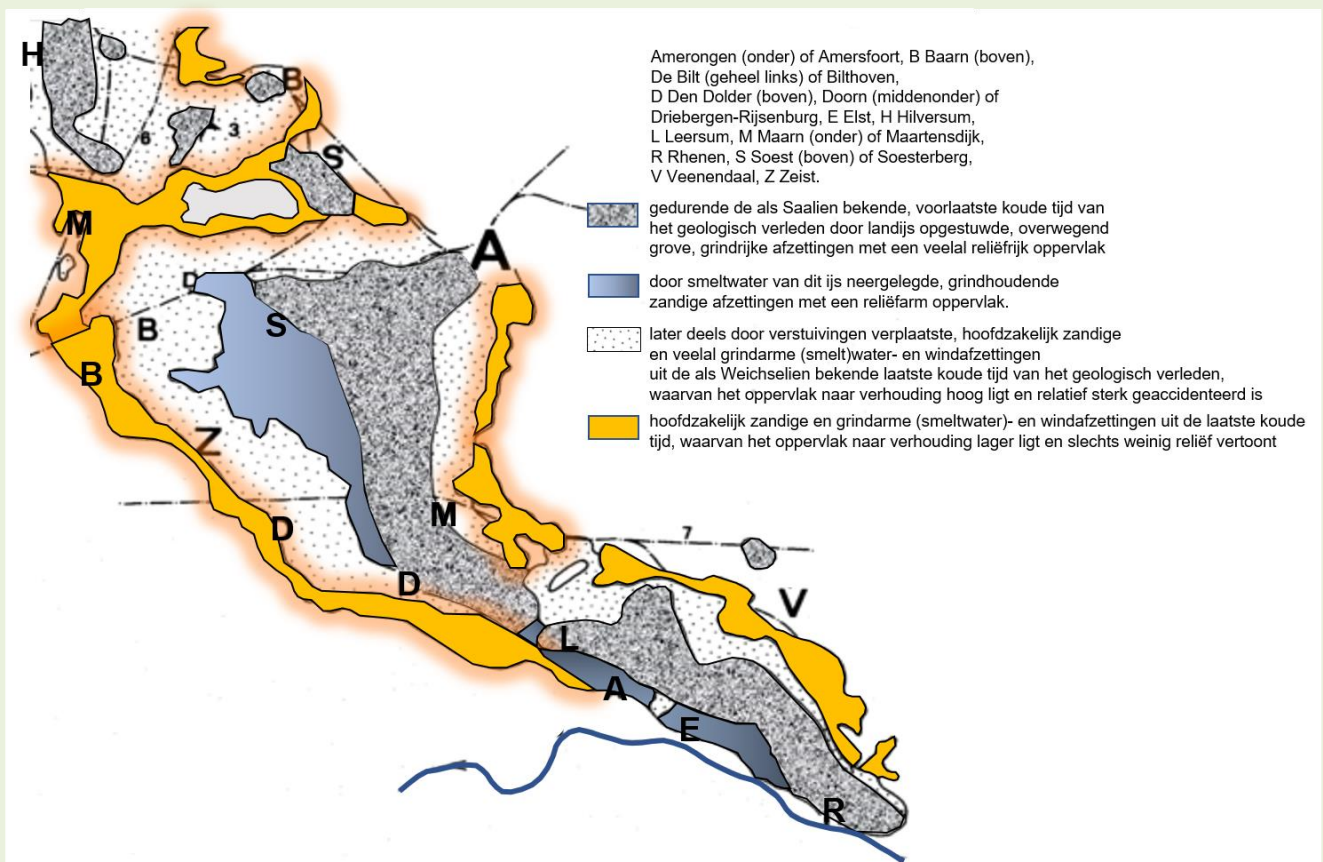 H
B
6
3
S
M
A
D
B
S
B
Z
D
M
D
7
V
L
A
E
R
Amerongen (onder) of Amersfoort, B Baarn (boven),
De Bilt (geheel links) of Bilthoven,
D Den Dolder (boven), Doorn (middenonder) of
Driebergen-Rijsenburg, E Elst, H Hilversum,
L Leersum, M Maarn (onder) of Maartensdijk,
R Rhenen, S Soest (boven) of Soesterberg,
V Veenendaal, Z Zeist.
gedurende de als Saalien bekende, voorlaatste koude tijd van
het geologisch verleden door landijs opgestuwde, overwegend
grove, grindrijke afzettingen met een veelal reliëfrijk oppervlak
door smeltwater van dit ijs neergelegde, grindhoudende
zandige afzettingen met een reliëfarm oppervlak.
later deels door verstuivingen verplaatste, hoofdzakelijk zandige
en veelal grindarme (smelt)water- en windafzettingen
uit de als Weichselien bekende laatste koude tijd van het geologisch verleden,
waarvan het oppervlak naar verhouding hoog ligt en relatief sterk geaccidenteerd is
hoofdzakelijk zandige en grindarme (smeltwater)- en windafzettingen uit de laatste koude
tijd, waarvan het oppervlak naar verhouding lager ligt en slechts weinig reliëf vertoont